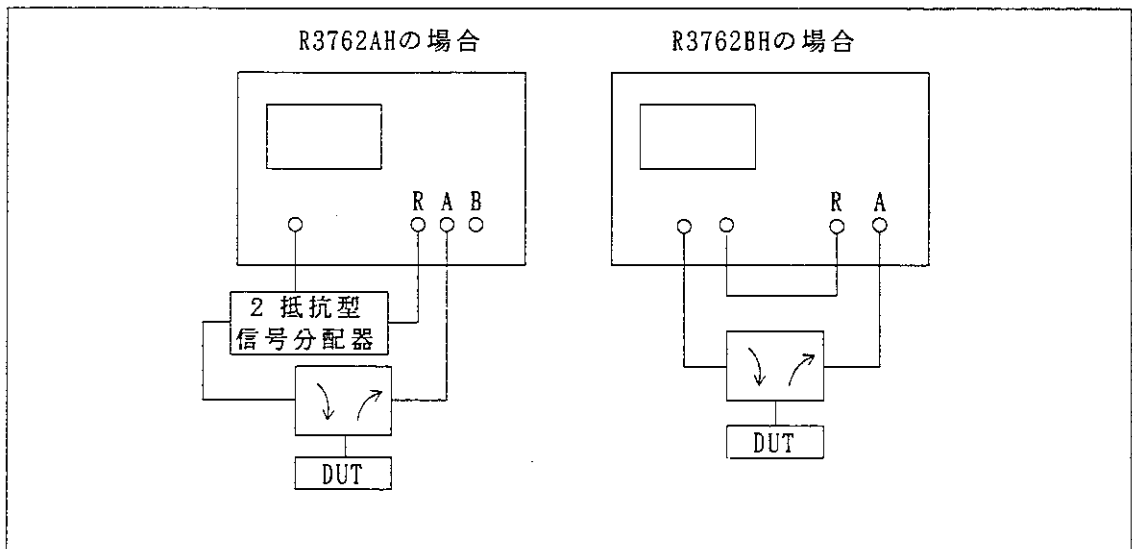 R3762AHの場合
R3762BHの場合
R A B
R A
2 抵抗型
信号分配器
DUT
DUT